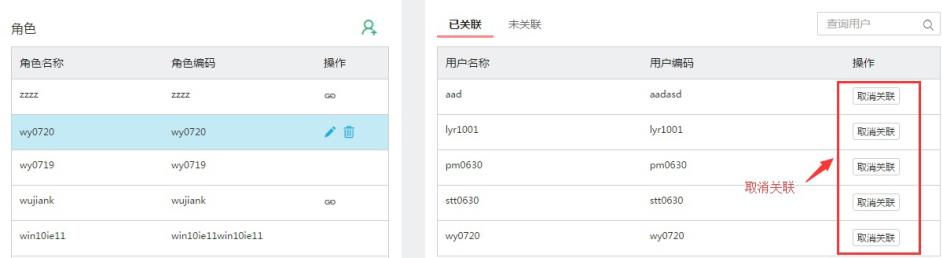 角色
角色名称 角色编码 操作
zzzz zzzz
wy0720 wy0720
wy0719 wy0719
wujiank wujiank
win10ie11 win10ie11win10ie11
已关联 未关联 查询用户
用户名称 用户编码 操作
aad aadasd 取消关联
lyr1001 lyr1001 取消关联
pm0630 pm0630 取消关联
取消关联
stt0630 stt0630 取消关联
wy0720 wy0720 取消关联